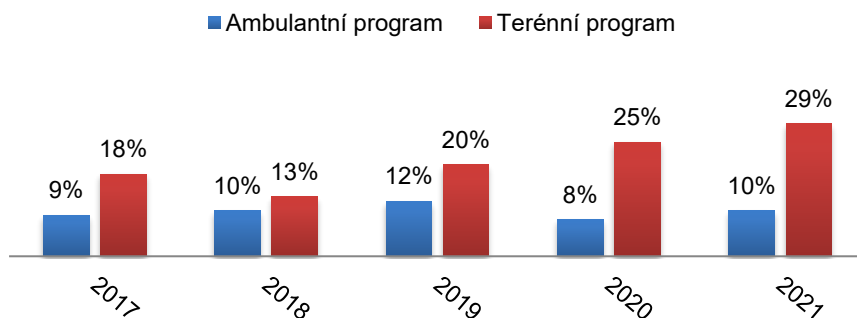 Ambulantní program Terénní program
9% 18% 10% 13% 12% 20% 8% 25% 10% 29%
2017 2018 2019 2020 2021